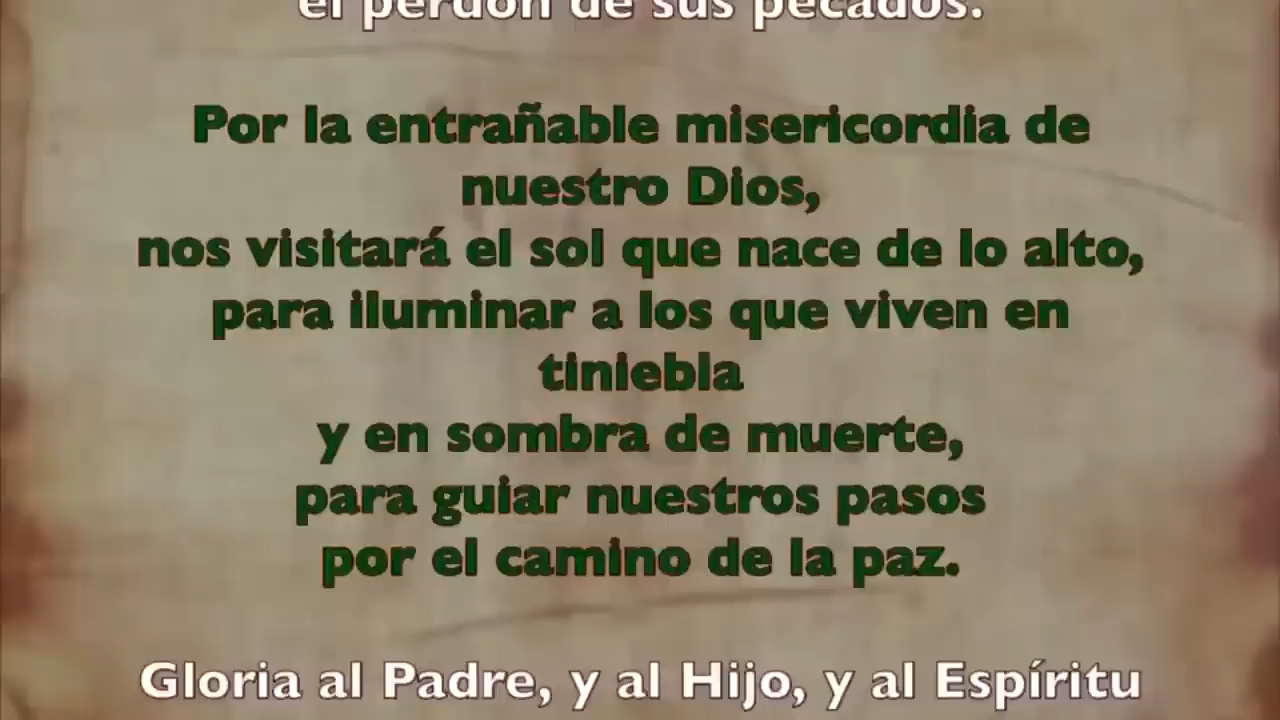 el perdón de sus pecados.
Por la entrañable misericordia de
nuestro Dios,
nos visitará el sol que nace de lo alto,
para iluminar a los que viven en
tiniebla
y en sombra de muerte,
para guiar nuestros pasos
por el camino de la paz.
Gloria al Padre, y al Hijo, y al Espíritu